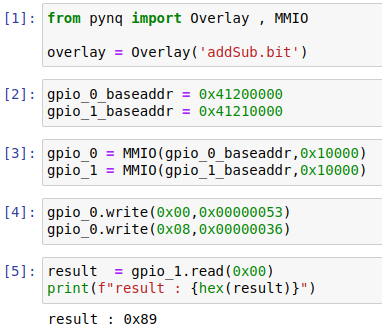 [1]: from pynq import Overlay , MMIO
overlay = Overlay('addSub.bit')
[2]: gpio_0_baseaddr = 0x41200000
gpio_1_baseaddr = 0x41210000
[3]: gpio_0 = MMIO(gpio_0_baseaddr,0x10000)
gpio_1 = MMIO(gpio_1_baseaddr,0x10000)
[4]: gpio_0.write(0x00,0x00000053)
gpio_0.write(0x08,0x00000036)
[5]: result  = gpio_1.read(0x00)
print(f"result : {hex(result)}")
result : 0x89